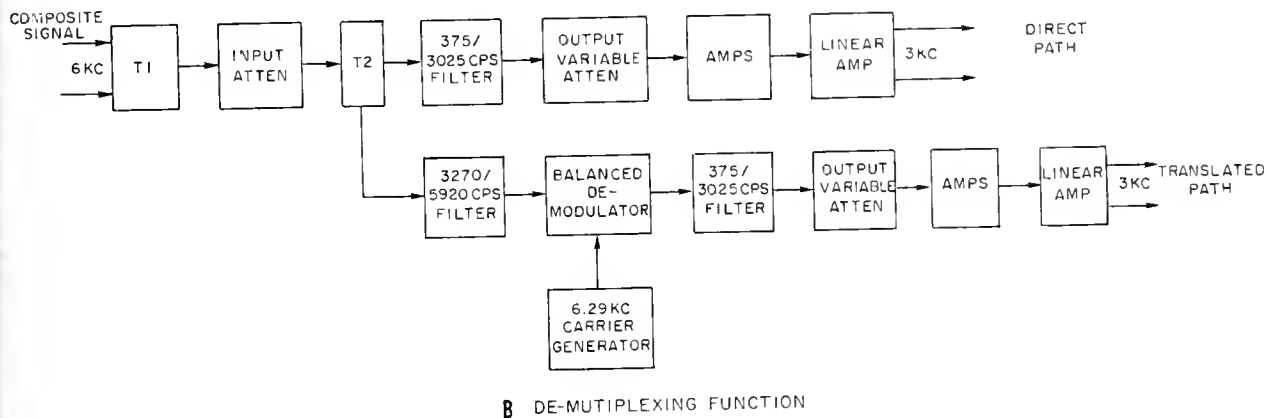 COMPOSITE
SIGNAL
6KC
T1
INPUT
ATTEN
T2
375/
3025 CPS
FILTER
OUTPUT
VARIABLE
ATTEN
AMPS
LINEAR
AMP
3KC
DIRECT
PATH
3270/
5920 CPS
FILTER
BALANCED
DE-
MODULATOR
375/
3025 CPS
FILTER
OUTPUT
VARIABLE
ATTEN
AMPS
LINEAR
AMP
3KC
TRANSLATED
PATH
6.29KC
CARRIER
GENERATOR
B DE-MUTIPLEXING FUNCTION